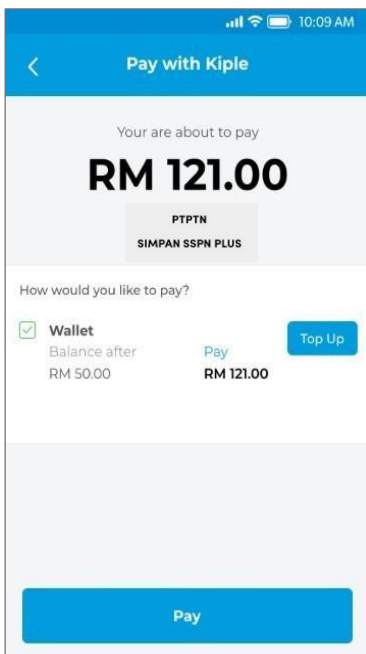 10:09 AM
Pay with Kiple
Your are about to pay
RM 121.00
PTPTN
SIMPAN SSPN PLUS
How would you like to pay?
Wallet
Top Up
Balance after Pay
RM 50.00 RM 121.00
Pay